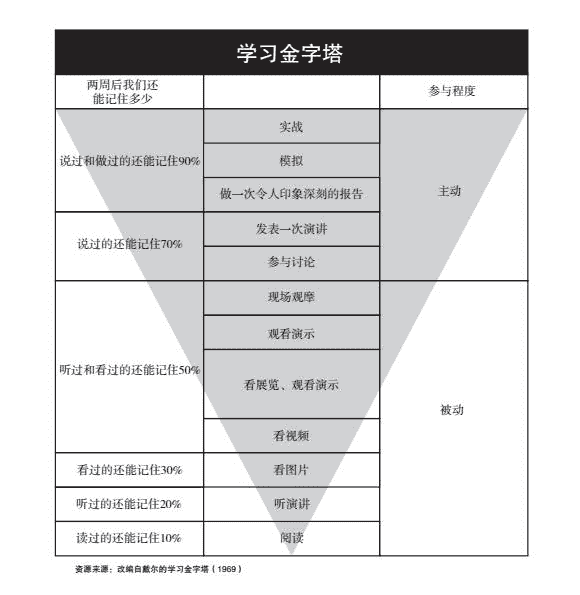 学习金字塔
两周后我们还
能记住多少
参与程度
实战
说过和做过的还能记住90%
模拟
做一次令人印象深刻的报告
主动
发表一次演讲
说过的还能记住70%
参与讨论
现场观摩
观看演示
听过和看过的还能记住50%
看展览、观看演示
被动
看视频
看过的还能记住30%
看图片
听过的还能记住20%
听演讲
读过的还能记住10%
阅读
资源来源：改编自戴尔的学习金字塔（1969）